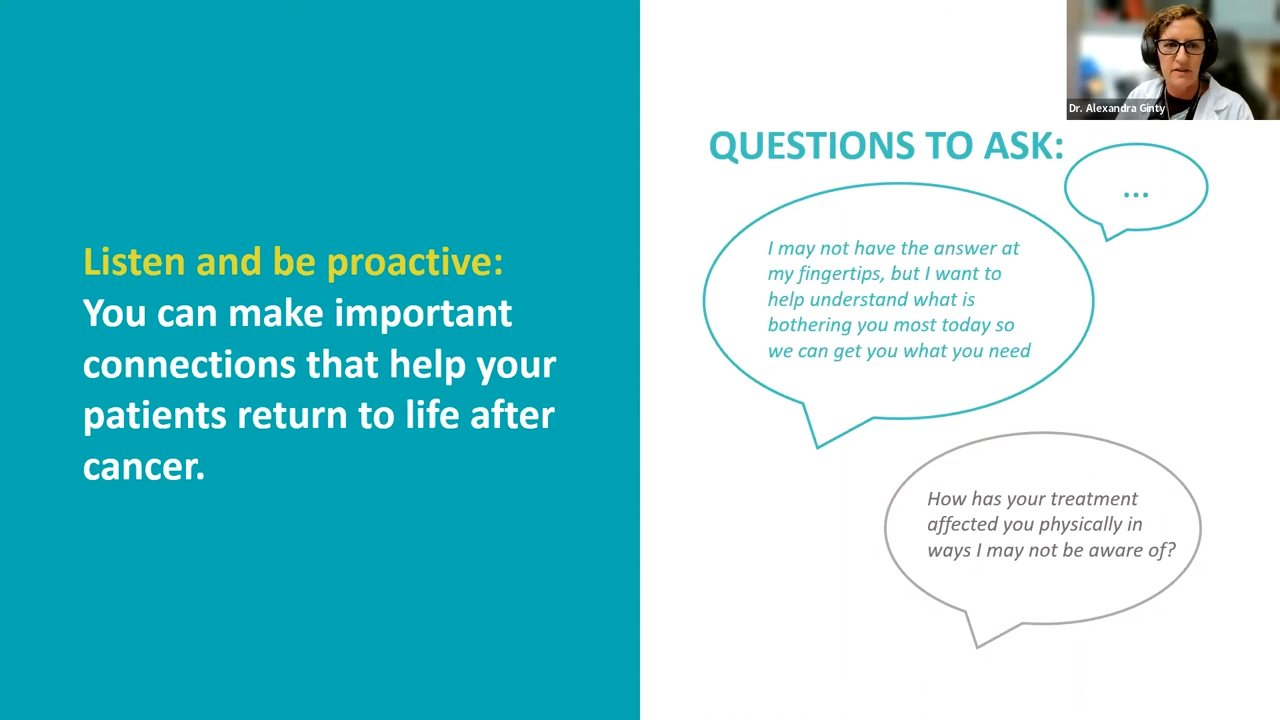 Dr. Alexandra Ginty
QUESTIONS TO ASK:
...
I may not have the answer at
my fingertips, but I want to
help understand what is
bothering you most today so
we can get you what you need
Listen and be proactive:
You can make important
connections that help your
patients return to life after
cancer.
How has your treatment
affected you physically in
ways I may not be aware of?